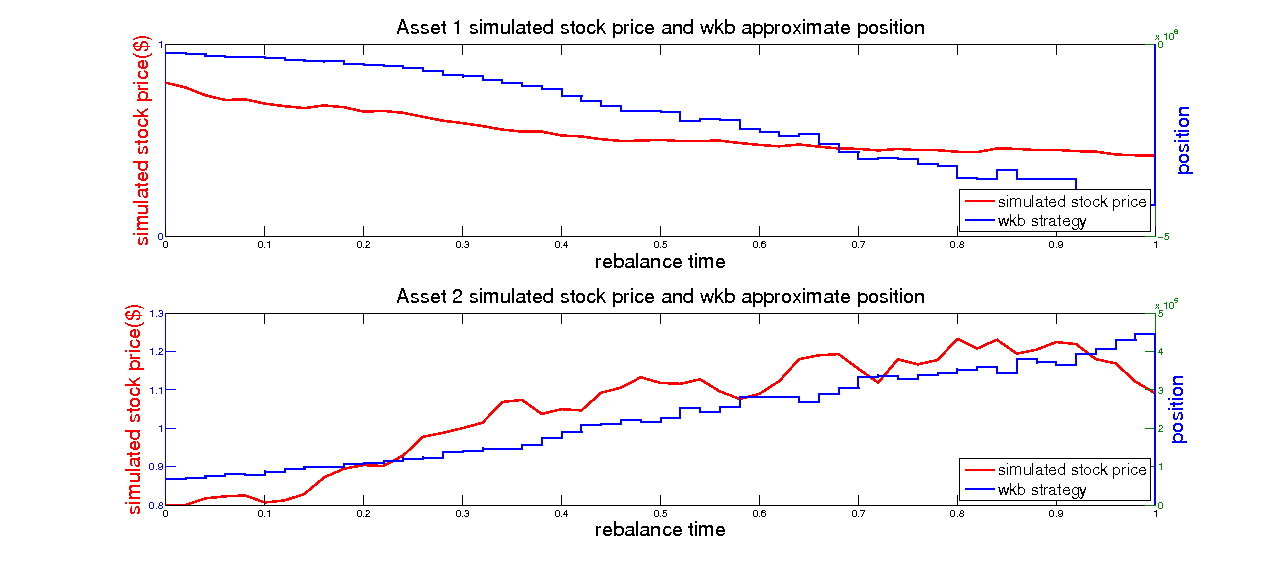 Asset 1 simulated stock price and wkb approximate position
simulated stock price($)
1
0
0
-5
position
simulated stock price
wkb strategy
0 0.1 0.2 0.3 0.4 0.5 0.6 0.7 0.8 0.9 1
rebalance time
Asset 2 simulated stock price and wkb approximate position
simulated stock price($)
1.3
1.2
1.1
1
0.9
0.8
x 10^5
5
4
3
2
1
0
position
simulated stock price
wkb strategy
0 0.1 0.2 0.3 0.4 0.5 0.6 0.7 0.8 0.9 1
rebalance time